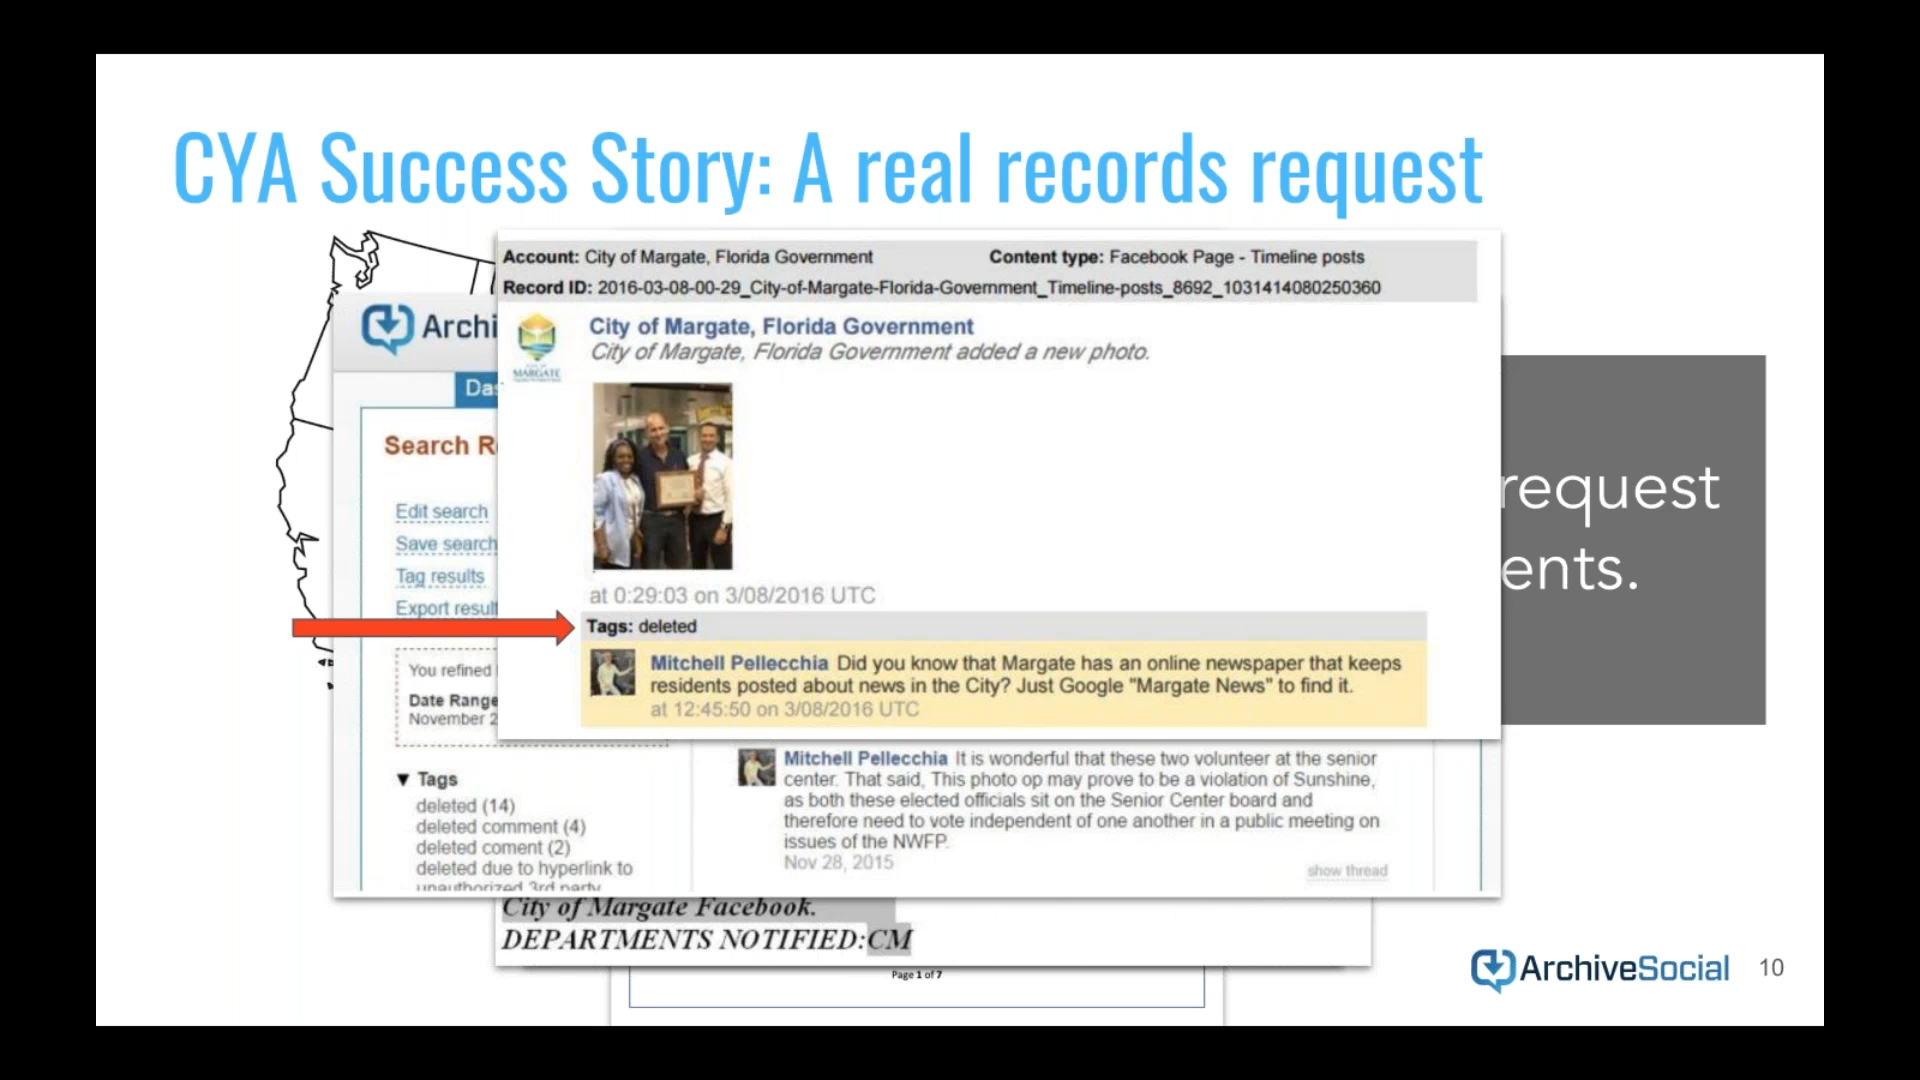 CYA Success Story: A real records request
Account: City of Margate, Florida Government Content type: Facebook Page - Timeline posts
Record ID: 2016-03-08-00-29_City-of-Margate-Florida-Government_Timeline-posts_8692_1031414080250360
MARGATE
City of Margate, Florida Government
City of Margate, Florida Government added a new photo.
at 0:29:03 on 3/08/2016 UTC
Tags: deleted
Mitchell Pellecchia Did you know that Margate has an online newspaper that keeps
residents posted about news in the City? Just Google "Margate News" to find it.
at 12:45:50 on 3/08/2016 UTC
Archi
Das
Search R
Edit search
Save search
Tag results
Export result
You refined
Date Range
November 2
▼ Tags
deleted (14)
deleted comment (4)
deleted coment (2)
deleted due to hyperlink to
unauthorized 3rd party
Mitchell Pellecchia It is wonderful that these two volunteer at the senior
center. That said, This photo op may prove to be a violation of Sunshine,
as both these elected officials sit on the Senior Center board and
therefore need to vote independent of one another in a public meeting on
issues of the NWFP.
Nov 28, 2015
show thread
request
ents.
City of Margate Facebook.
DEPARTMENTS NOTIFIED:CM
Page 1 of 7
ArchiveSocial 10